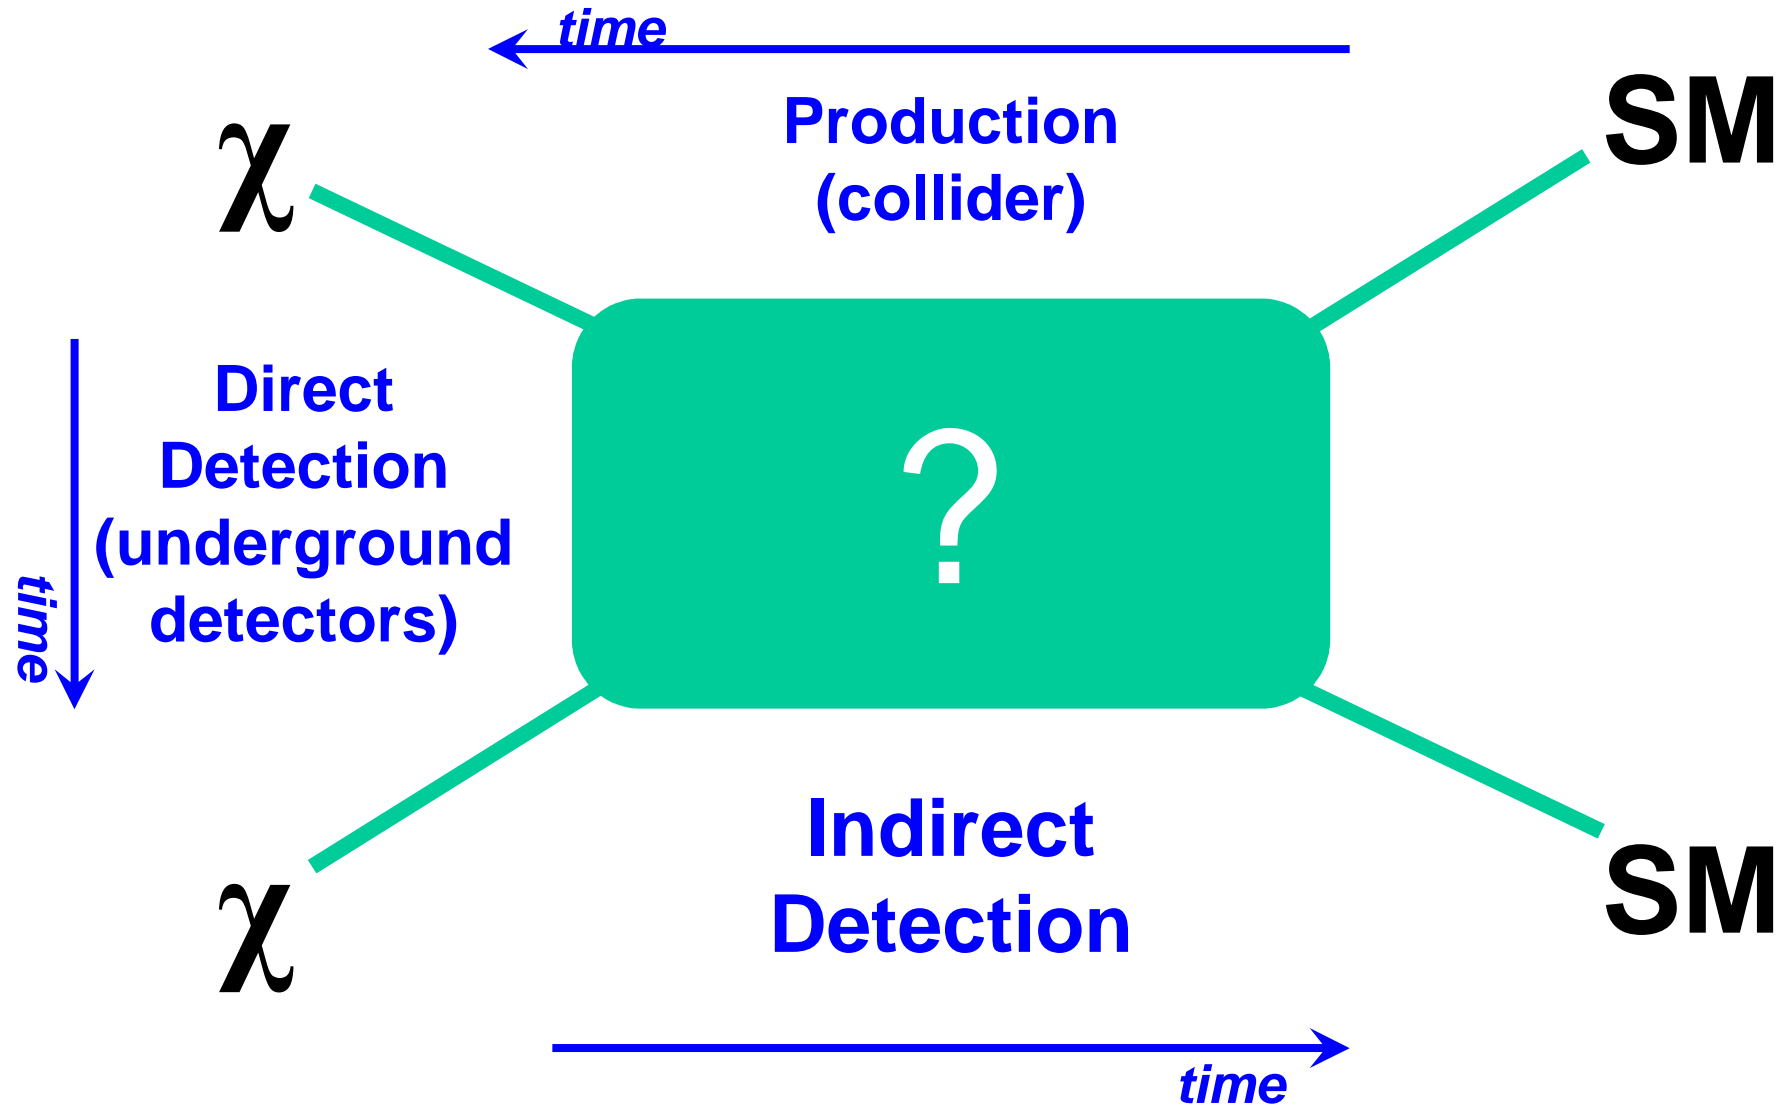 time
χ
Production
(collider)
SM
Direct
Detection
(underground
detectors)
time
?
χ
Indirect
Detection
SM
time